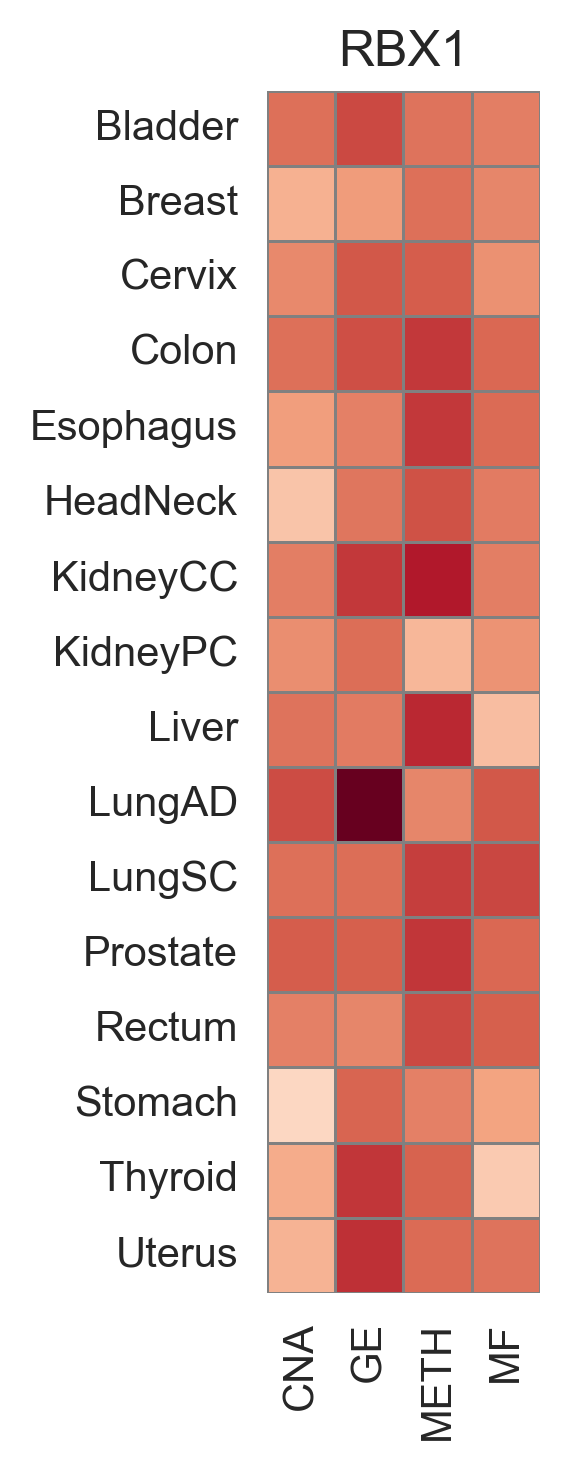 RBX1
Bladder
Breast
Cervix
Colon
Esophagus
HeadNeck
KidneyCC
KidneyPC
Liver
LungAD
LungSC
Prostate
Rectum
Stomach
Thyroid
Uterus
CNA
GE
METH
MF